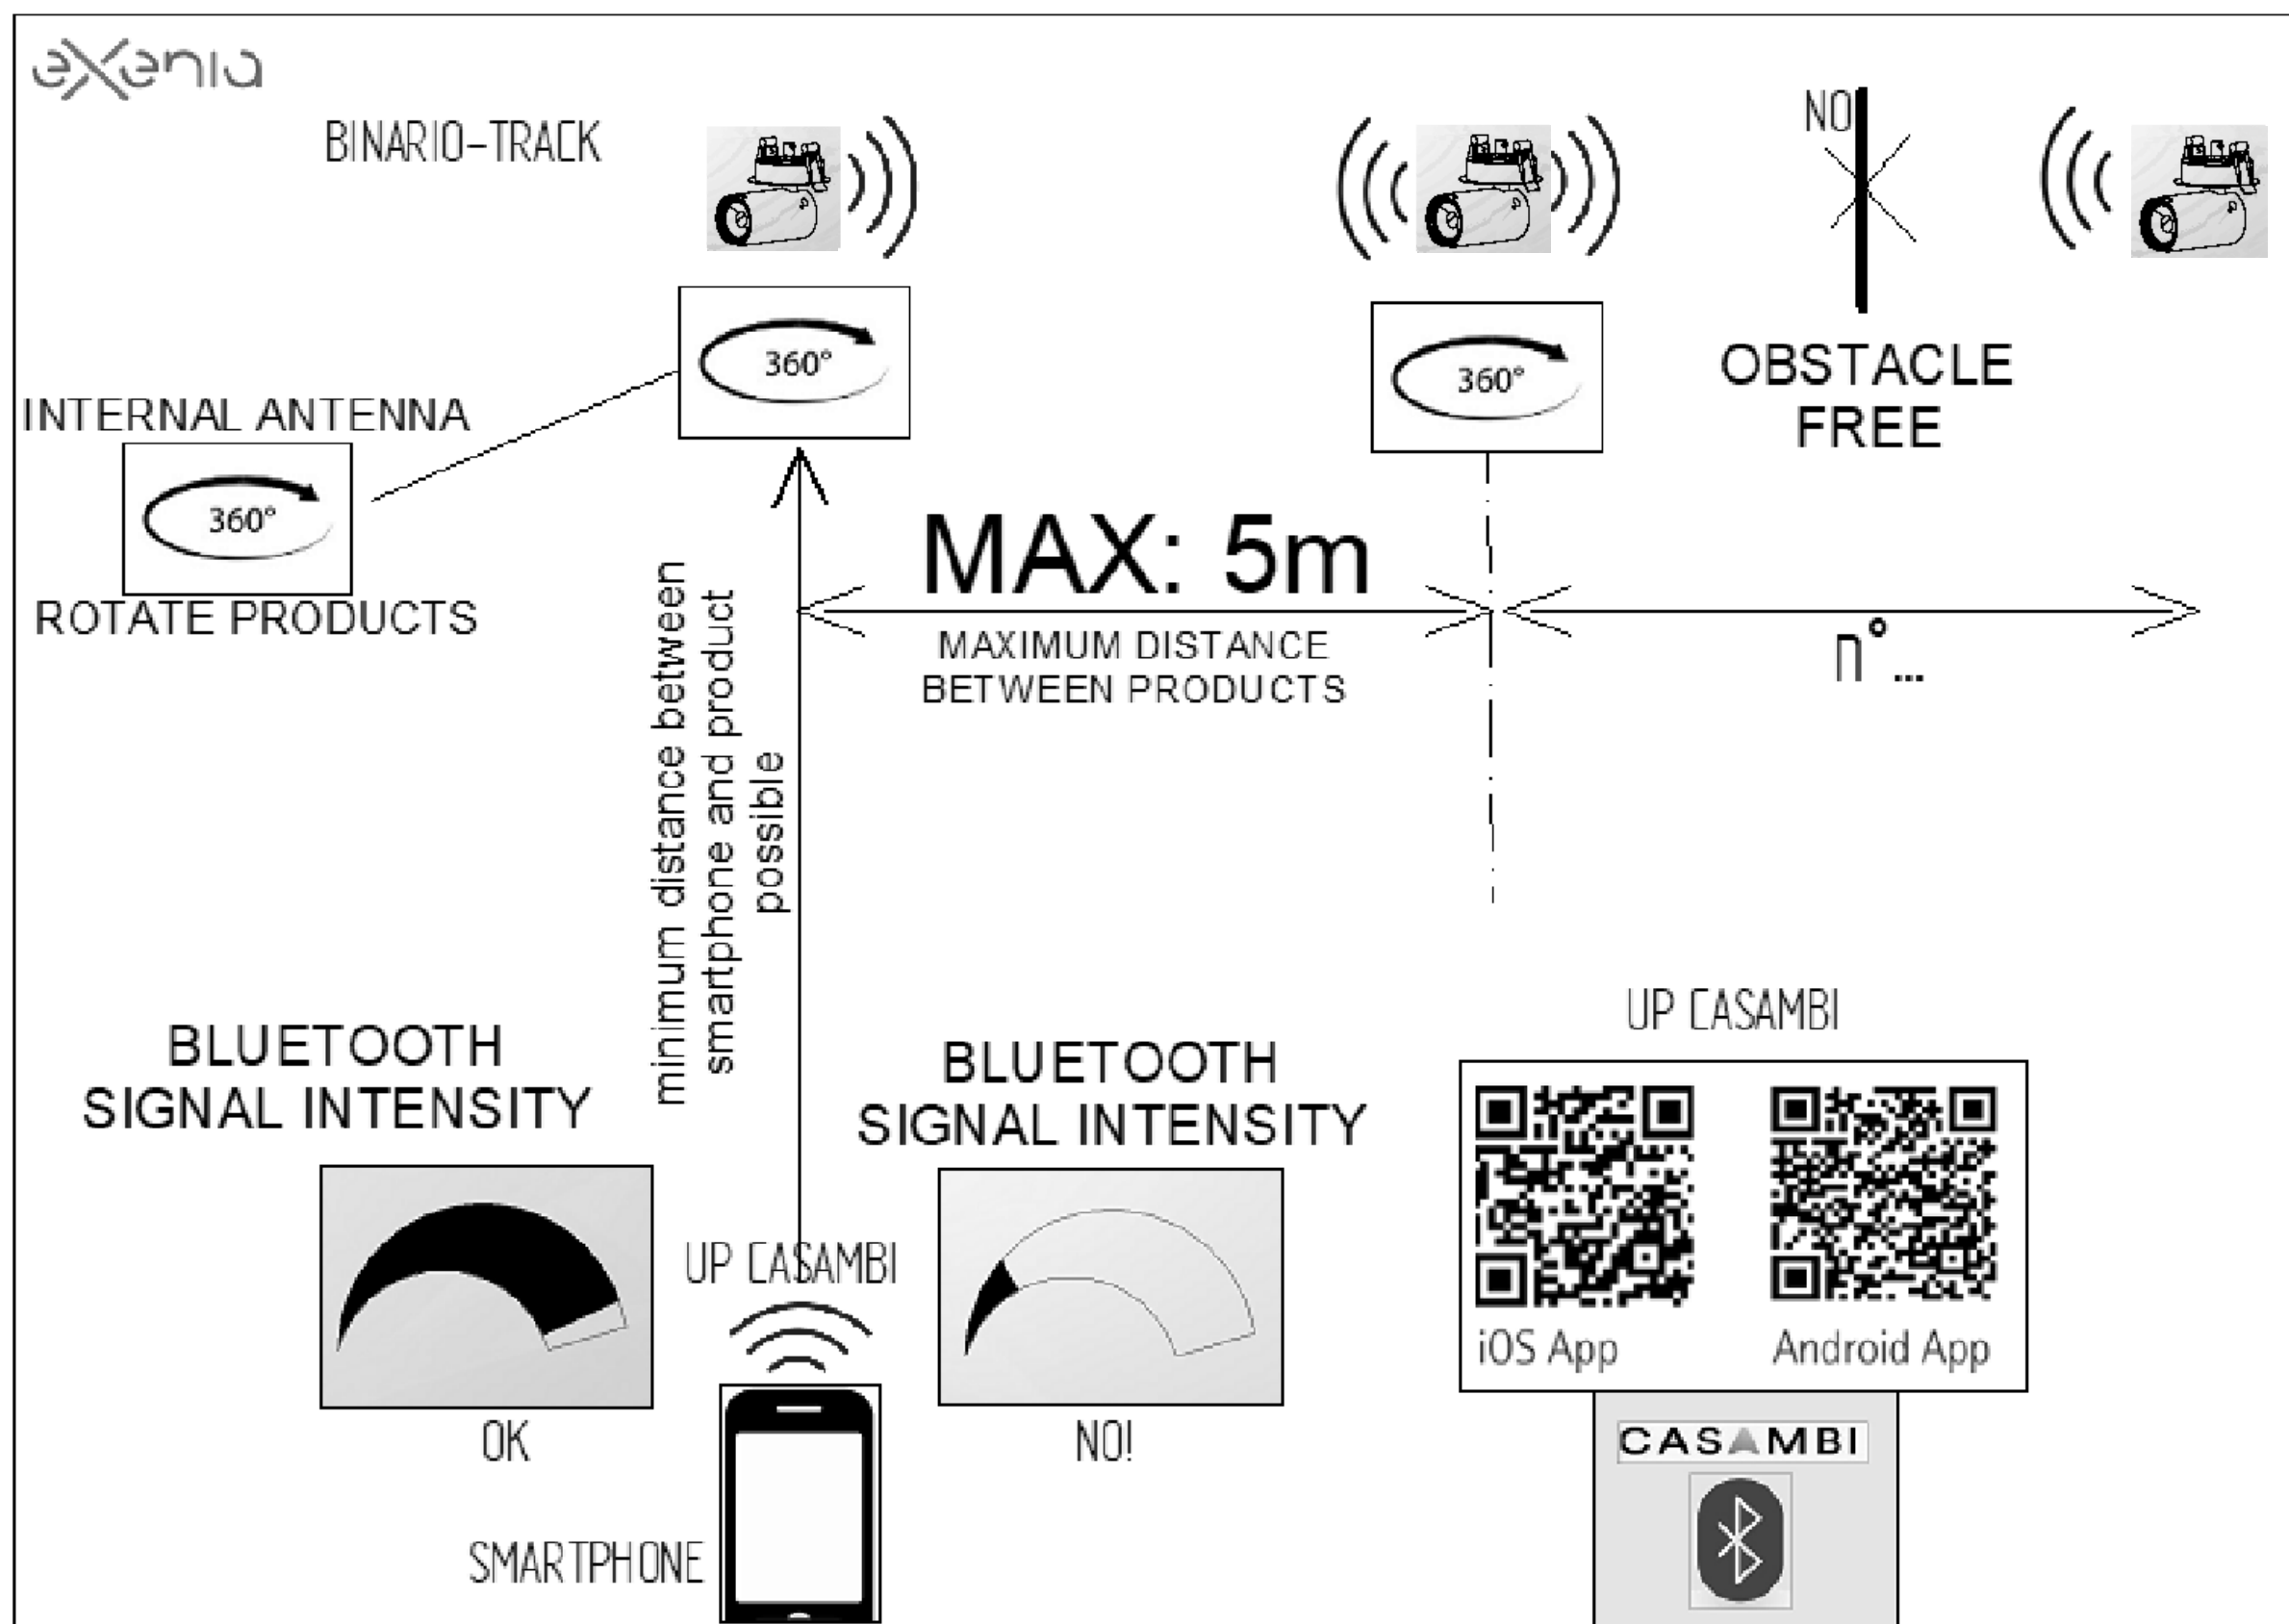 exenia
BINARIO-TRACK
NO
360°
360°
OBSTACLE
FREE
INTERNAL ANTENNA
360°
ROTATE PRODUCTS
MAX: 5m
MAXIMUM DISTANCE
BETWEEN PRODUCTS
n°...
minimum distance between
smartphone and product
possible
BLUETOOTH
SIGNAL INTENSITY
OK
UP CASAMBI
SMARTPHONE
BLUETOOTH
SIGNAL INTENSITY
NO!
UP CASAMBI
iOS App
Android App
CASAMBI